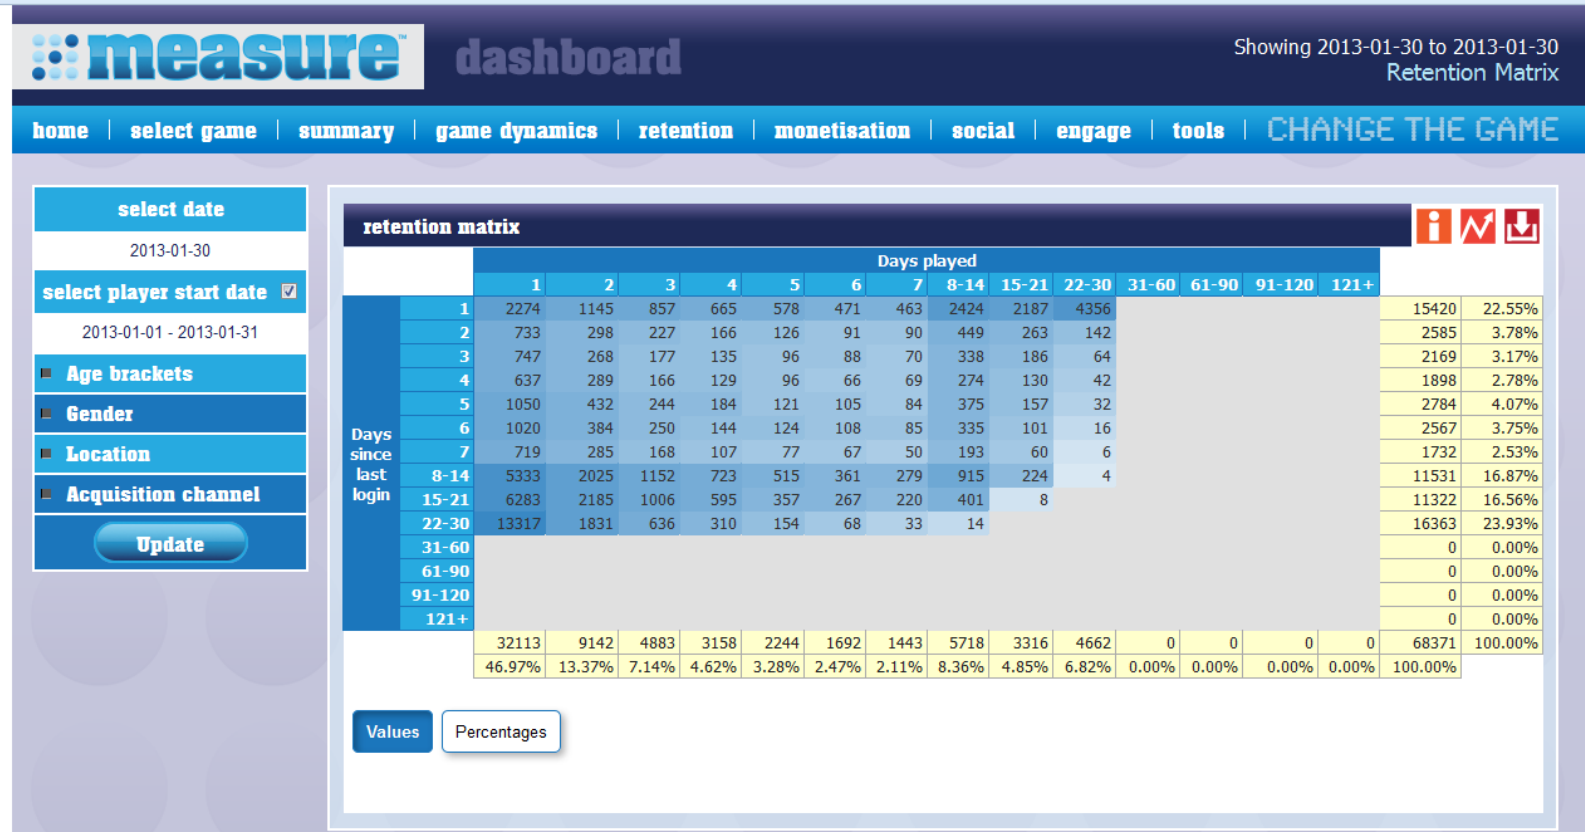 measure™ dashboard
Showing 2013-01-30 to 2013-01-30
Retention Matrix
home | select game | summary | game dynamics | retention | monetisation | social | engage | tools | CHANGE THE GAME
select date
2013-01-30
select player start date
2013-01-01 - 2013-01-31
Age brackets
Gender
Location
Acquisition channel
Update
retention matrix
Days played
1 2 3 4 5 6 7 8-14 15-21 22-30 31-60 61-90 91-120 121+
Days since last login
1 2274 1145 857 665 578 471 463 2424 2187 4356 15420 22.55%
2 733 298 227 166 126 91 90 449 263 142 2585 3.78%
3 747 268 177 135 96 88 70 338 186 64 2169 3.17%
4 637 289 166 129 96 66 69 274 130 42 1898 2.78%
5 1050 432 244 184 121 105 84 375 157 32 2784 4.07%
6 1020 384 250 144 124 108 85 335 101 16 2567 3.75%
7 719 285 168 107 77 67 50 193 60 6 1732 2.53%
8-14 5333 2025 1152 723 515 361 279 915 224 4 11531 16.87%
15-21 6283 2185 1006 595 357 267 220 401 8 11322 16.56%
22-30 13317 1831 636 310 154 68 33 14 16363 23.93%
31-60 0 0.00%
61-90 0 0.00%
91-120 0 0.00%
121+ 0 0.00%
32113 9142 4883 3158 2244 1692 1443 5718 3316 4662 0 0 0 0 68371 100.00%
46.97% 13.37% 7.14% 4.62% 3.28% 2.47% 2.11% 8.36% 4.85% 6.82% 0.00% 0.00% 0.00% 0.00% 100.00%
Values Percentages